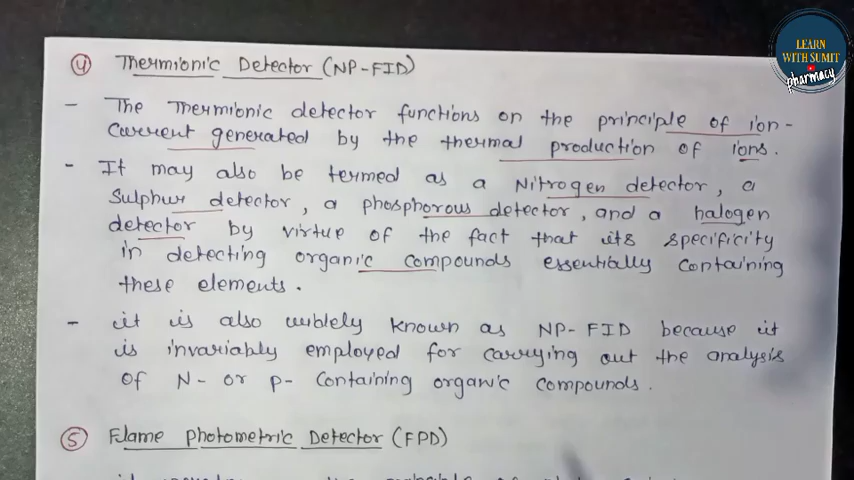 4 Thermionic Detector (NP-FID)
- The Thermionic detector functions on the principle of ion-
current generated by the thermal production of ions.
- It may also be termed as a Nitrogen detector, a
Sulphur detector, a phosphorous detector, and a halogen
detector by virtue of the fact that its specificity
in detecting organic compounds essentially containing
these elements.
- it is also widely known as NP-FID because it
is invariably employed for carrying out the analysis
of N- or P- containing organic compounds.
5 Flame Photometric Detector (FPD)
LEARN
WITH SUMIT
pharmacy